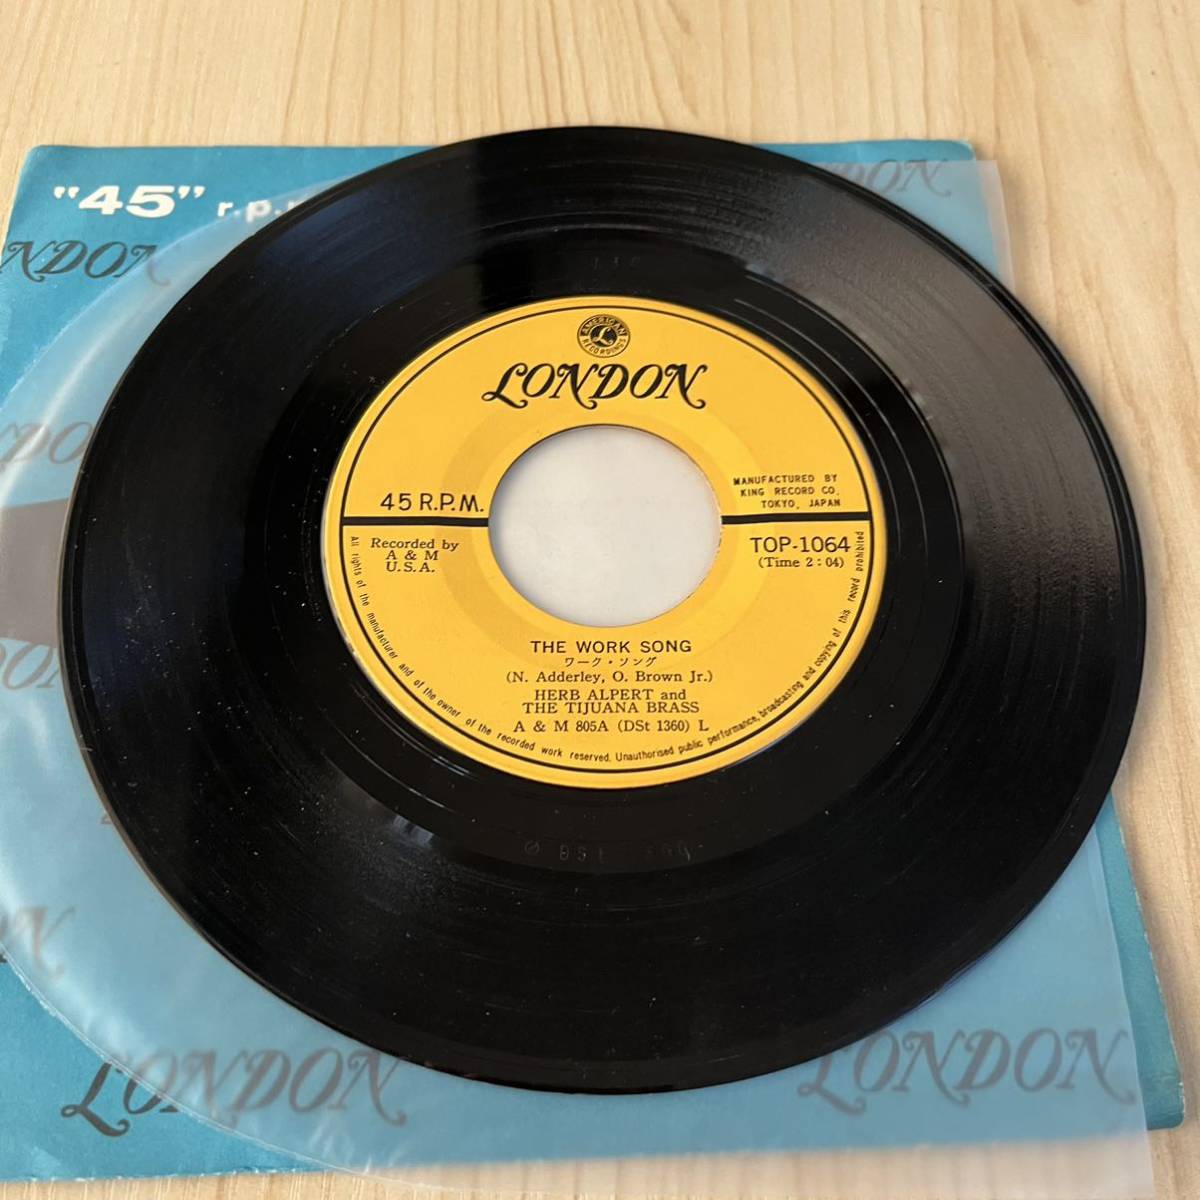 "45" r.p.
LONDON
AMERICAN RECORDINGS
L
LONDON
45 R.P.M.
MANUFACTURED BY
KING RECORD CO.
TOKYO, JAPAN
Recorded by
A & M
U.S.A.
TOP-1064
(Time 2:04)
THE WORK SONG
ワーク・ソング
(N. Adderley, O. Brown Jr.)
HERB ALPERT and
THE TIJUANA BRASS
A & M 805A (DSt 1360) L
All rights of the manufacturer and of the owner of the recorded work reserved. Unauthorised public performance, broadcasting and copying of this record prohibited
LONDON
LONDON